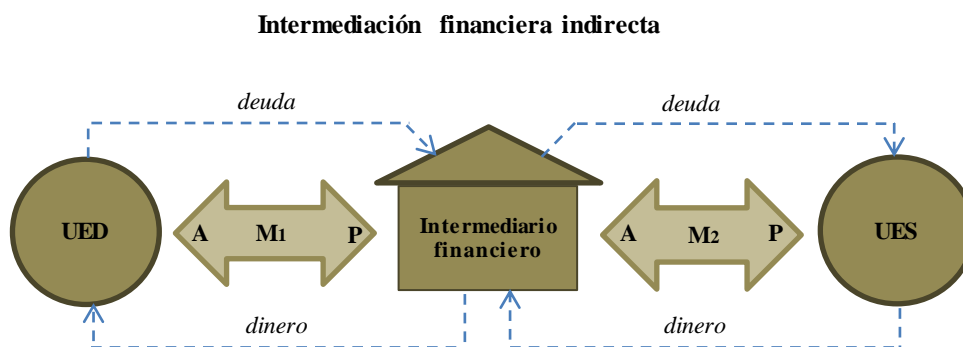 Intermediación financiera indirecta
deuda
deuda
UED
A
M1
P
Intermediario
financiero
A
M2
P
UES
dinero
dinero